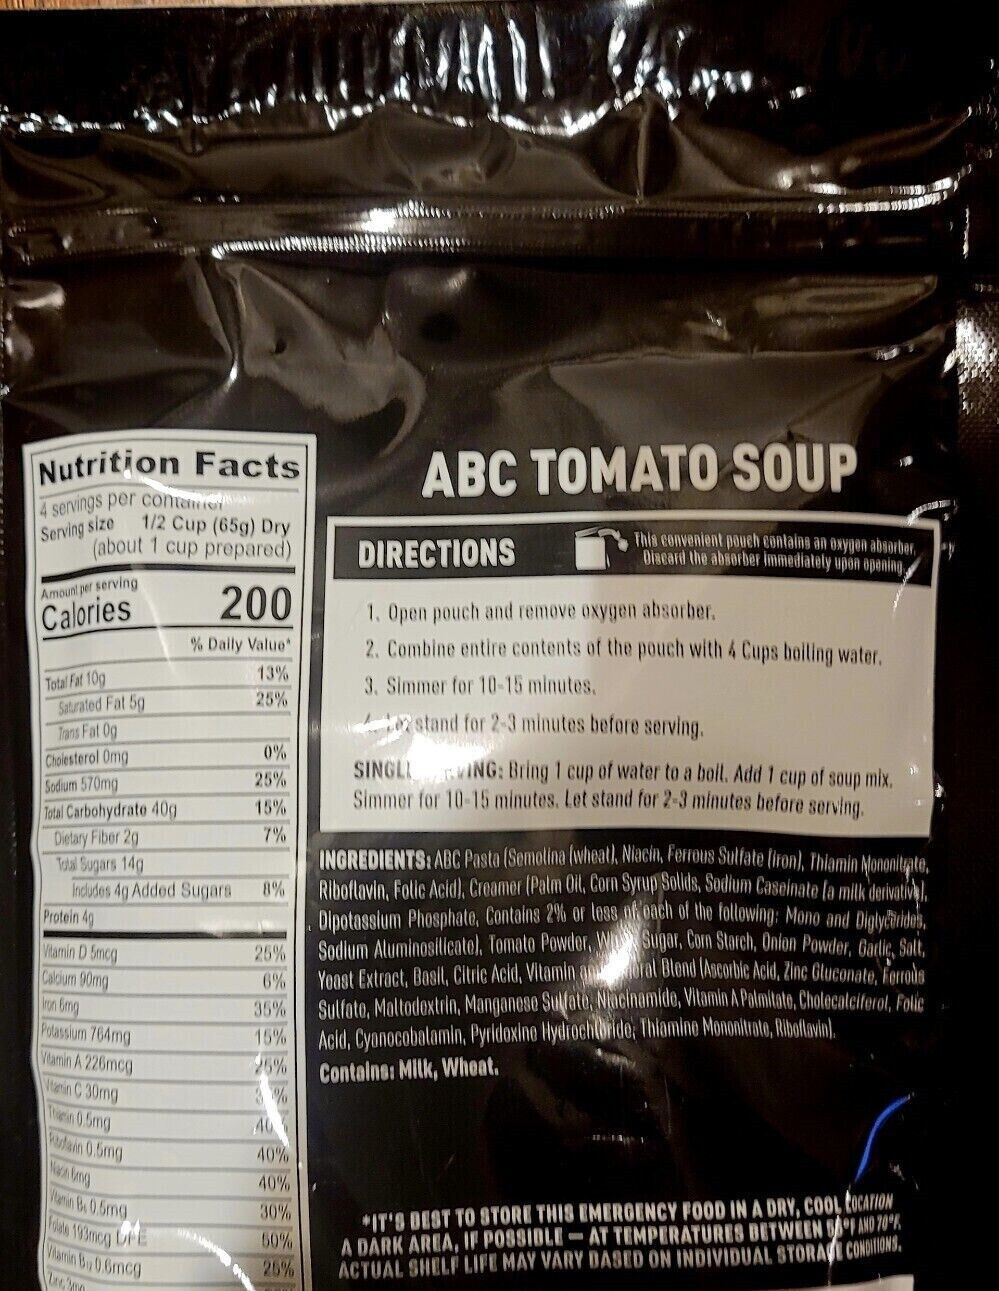 Nutrition Facts
4 servings per container
Serving size 1/2 Cup (65g) Dry
(about 1 cup prepared)
Amount per serving
Calories 200
% Daily Value*
Total Fat 10g 13%
Saturated Fat 5g 25%
Trans Fat 0g
Cholesterol 0mg 0%
Sodium 570mg 25%
Total Carbohydrate 40g 15%
Dietary Fiber 2g 7%
Total Sugars 14g
Includes 4g Added Sugars 8%
Protein 4g
Vitamin D 5mcg 25%
Calcium 90mg 6%
Iron 6mg 35%
Potassium 764mg 15%
Vitamin A 226mcg 25%
Vitamin C 30mg
Thiamin 0.5mg
Riboflavin 0.5mg 40%
Niacin 6mg 40%
Vitamin B₆ 0.5mg 30%
Folate 193mcg DFE 50%
Vitamin B₁₂ 0.6mcg 25%
Zinc 3mg
ABC TOMATO SOUP
DIRECTIONS
This convenient pouch contains an oxygen absorber.
Discard the absorber immediately upon opening.
1. Open pouch and remove oxygen absorber.
2. Combine entire contents of the pouch with 4 Cups boiling water.
3. Simmer for 10-15 minutes.
4. Let stand for 2-3 minutes before serving.
SINGLE SERVING: Bring 1 cup of water to a boil. Add 1 cup of soup mix.
Simmer for 10-15 minutes. Let stand for 2-3 minutes before serving.
INGREDIENTS: ABC Pasta (Semolina (wheat), Niacin, Ferrous Sulfate (iron), Thiamin Mononitrate,
Riboflavin, Folic Acid), Creamer (Palm Oil, Corn Syrup Solids, Sodium Caseinate (a milk derivative),
Dipotassium Phosphate, Contains 2% or less of each of the following: Mono and Diglycerides,
Sodium Aluminosilicate), Tomato Powder, Sugar, Corn Starch, Onion Powder, Garlic, Salt,
Yeast Extract, Basil, Citric Acid, Vitamin and Mineral Blend (Ascorbic Acid, Zinc Gluconate, Ferrous
Sulfate, Maltodextrin, Manganese Sulfate, Niacinamide, Vitamin A Palmitate, Cholecalciferol, Folic
Acid, Cyanocobalamin, Pyridoxine Hydrochloride, Thiamine Mononitrate, Riboflavin).
Contains: Milk, Wheat.
*IT'S BEST TO STORE THIS EMERGENCY FOOD IN A DRY, COOL LOCATION
A DARK AREA, IF POSSIBLE — AT TEMPERATURES BETWEEN AND 70°F.
ACTUAL SHELF LIFE MAY VARY BASED ON INDIVIDUAL STORAGE CONDITIONS.